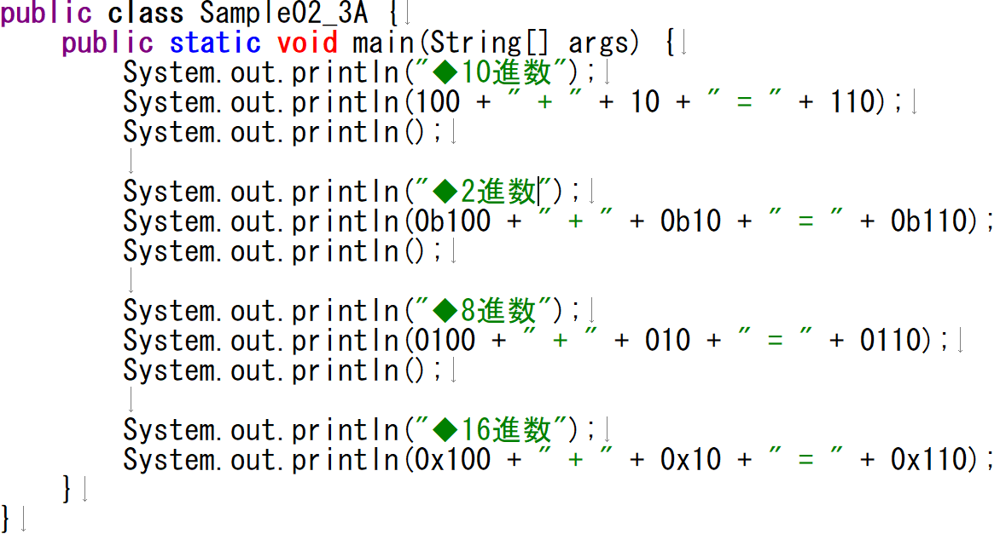 public class Sample02_3A {↓
public static void main(String[] args) {↓
System.out.println("◆10進数");↓
System.out.println(100 + " + " + 10 + " = " + 110);↓
System.out.println();↓
↓
System.out.println("◆2進数");↓
System.out.println(0b100 + " + " + 0b10 + " = " + 0b110);
System.out.println();↓
↓
System.out.println("◆8進数");↓
System.out.println(0100 + " + " + 010 + " = " + 0110);↓
System.out.println();↓
↓
System.out.println("◆16進数");↓
System.out.println(0x100 + " + " + 0x10 + " = " + 0x110);
}↓
}↓